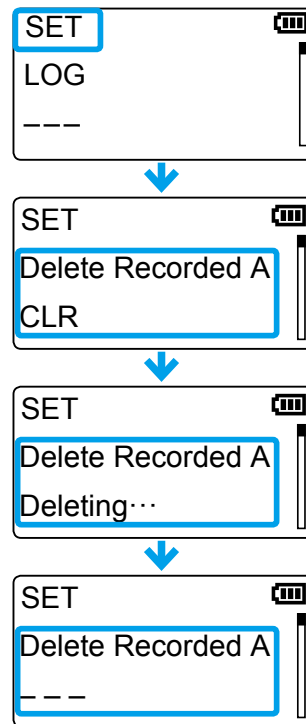 SET
LOG
– – –
SET
Delete Recorded A
CLR
SET
Delete Recorded A
Deleting···
SET
Delete Recorded A
– – –